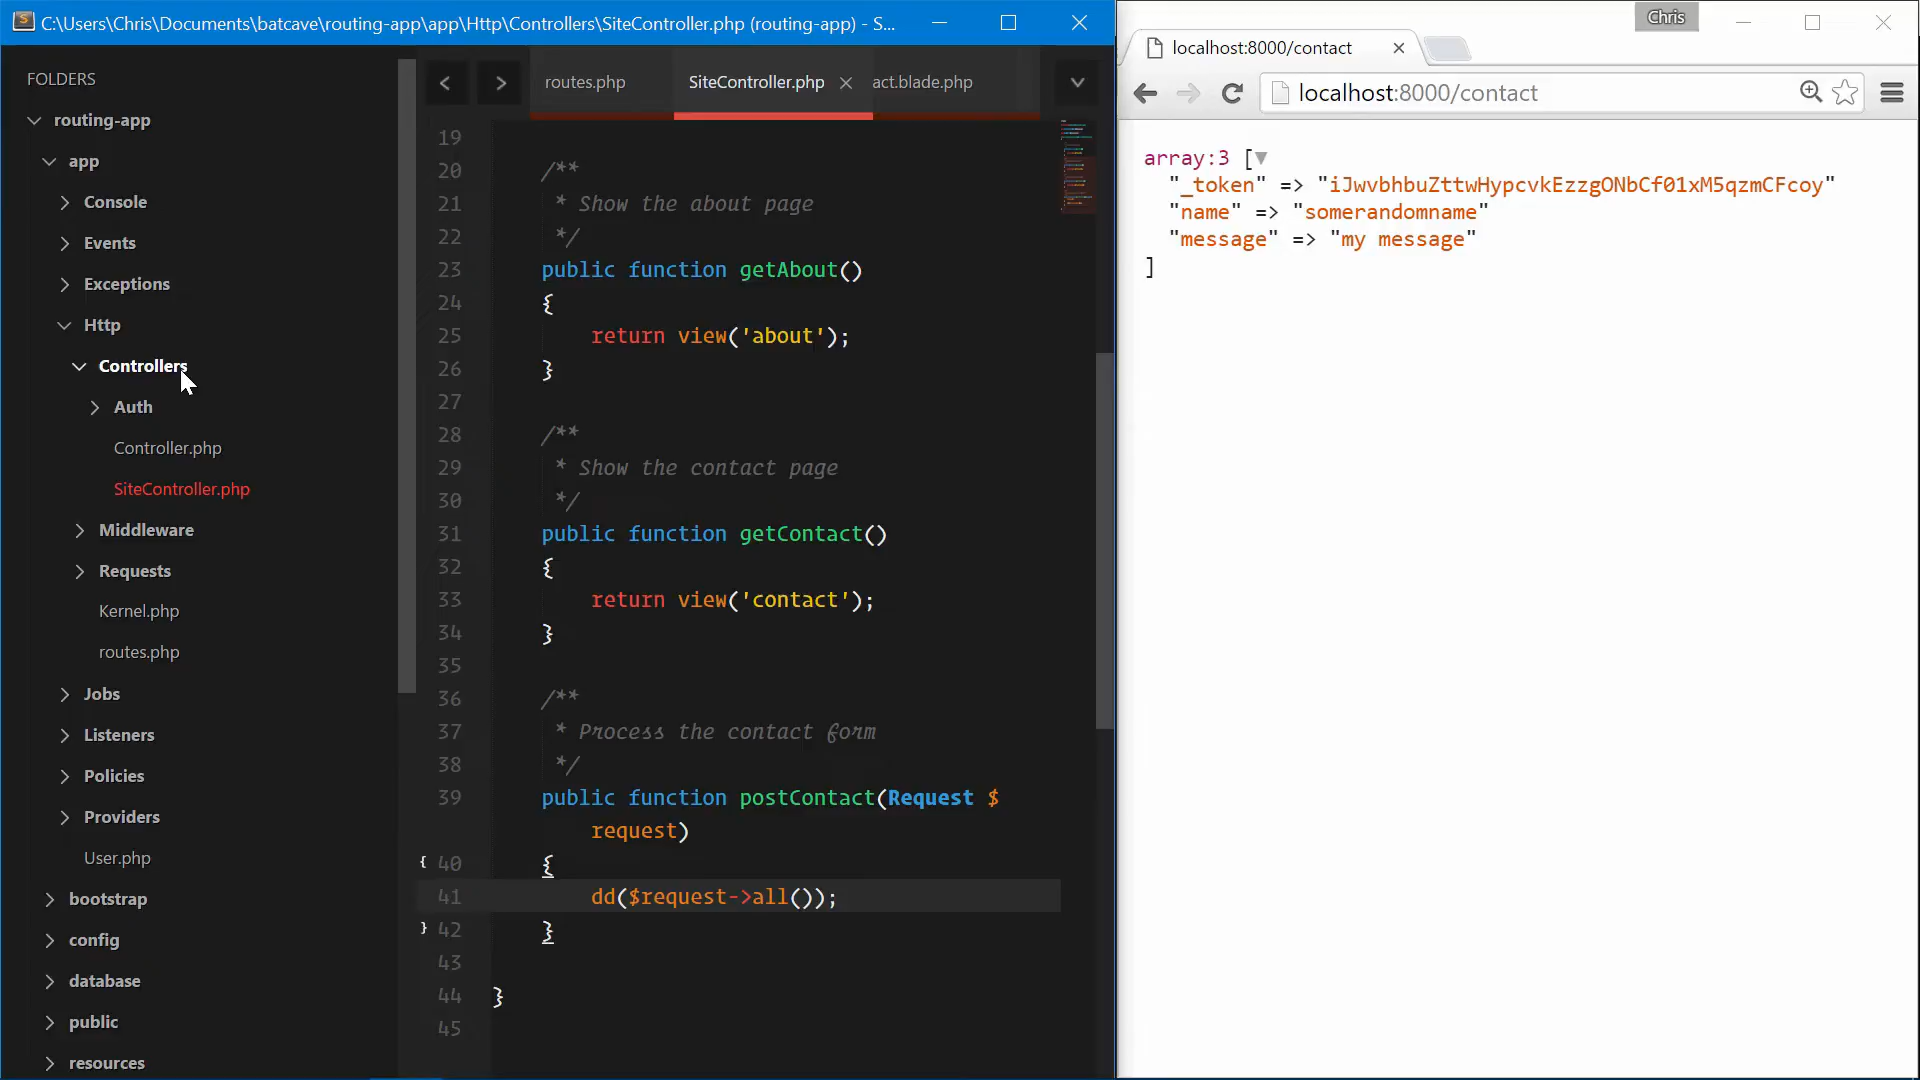 C:\Users\Chris\Documents\batcave\routing-app\app\Http\Controllers\SiteController.php (routing-app) - S...
FOLDERS
routing-app
app
Console
Events
Exceptions
Http
Controllers
Auth
Controller.php
SiteController.php
Middleware
Requests
Kernel.php
routes.php
Jobs
Listeners
Policies
Providers
User.php
bootstrap
config
database
public
resources
routes.php
SiteController.php
act.blade.php
19
20 /**
21 * Show the about page
22 */
23 public function getAbout()
24 {
25 return view('about');
26 }
27
28 /**
29 * Show the contact page
30 */
31 public function getContact()
32 {
33 return view('contact');
34 }
35
36 /**
37 * Process the contact form
38 */
39 public function postContact(Request $
request)
{ 40 {
41 dd($request->all());
} 42 }
43
44 }
45
Chris
localhost:8000/contact
localhost:8000/contact
array:3 [▼
"_token" => "iJwvbhbuZttwHypcvkEzzgONbCf01xM5qzmCFcoy"
"name" => "somerandomname"
"message" => "my message"
]